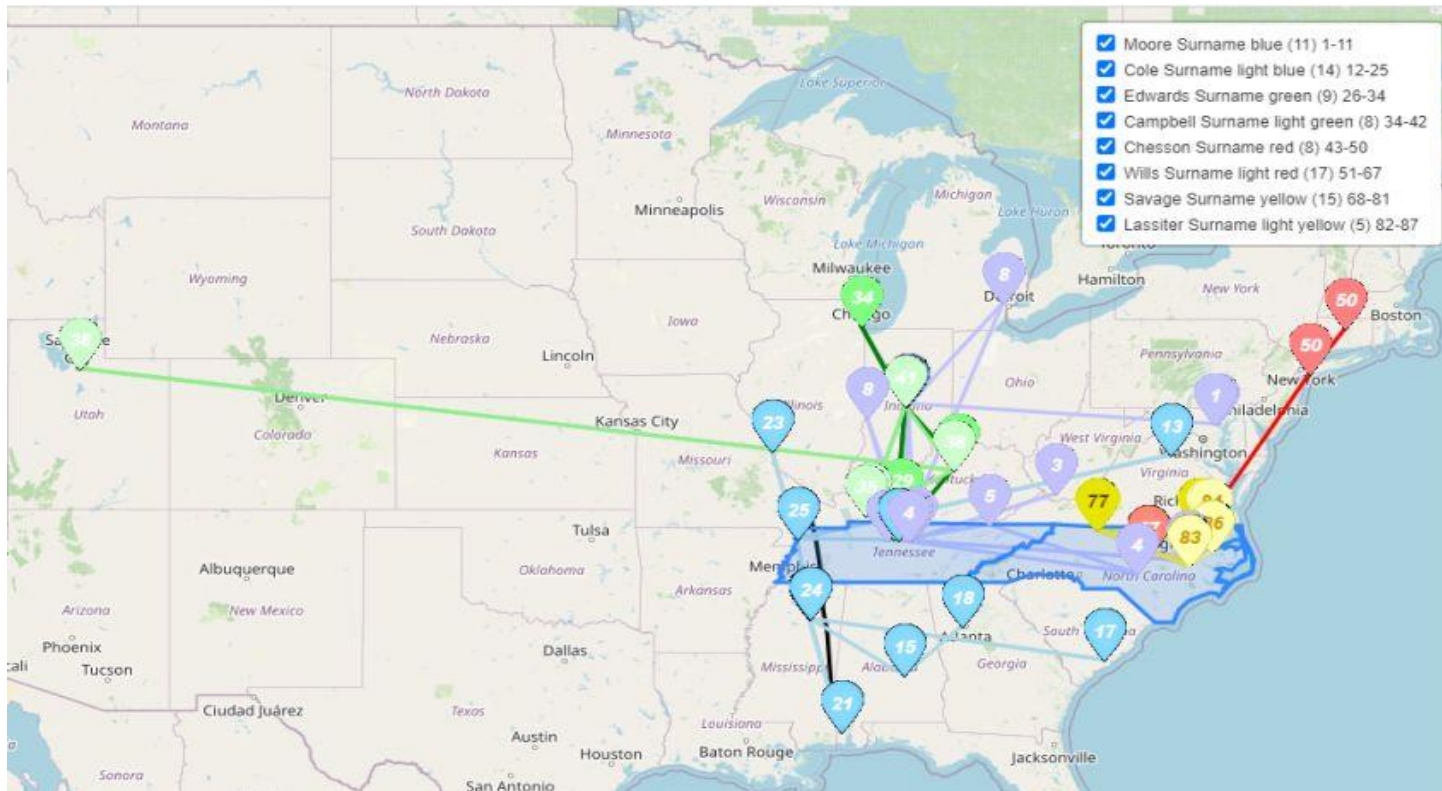 Moore Surname blue (11) 1-11
Cole Surname light blue (14) 12-25
Edwards Surname green (9) 26-34
Campbell Surname light green (8) 34-42
Chesson Surname red (8) 43-50
Wills Surname light red (17) 51-67
Savage Surname yellow (15) 68-81
Lassiter Surname light yellow (5) 82-87
Lake Superior
North Dakota
Montana
Minnesota
Minneapolis
Wisconsin
Michigan
Lake Huron
South Dakota
Lake Michigan
Wyoming
Milwaukee
Hamilton
New York
8
Detroit
34
50
Boston
Iowa
50
38
Nebraska
Lincoln
Pennsylvania
New York
41
8
Indiana
Ohio
1
Denver
Utah
Colorado
Kansas City
Illinois
23
13
38
West Virginia
Kansas
Missouri
Virginia
3
29
5
77
25
4
86
83
4
Tulsa
Tennessee
Albuquerque
Oklahoma
Charlotte
North Carolina
Arkansas
24
18
Arizona
New Mexico
Atlanta
17
Phoenix
Dallas
15
Mississippi
Georgia
Tucson
21
Ciudad Juárez
Texas
Louisiana
Austin
Baton Rouge
Houston
Jacksonville
Sonora
San Antonio